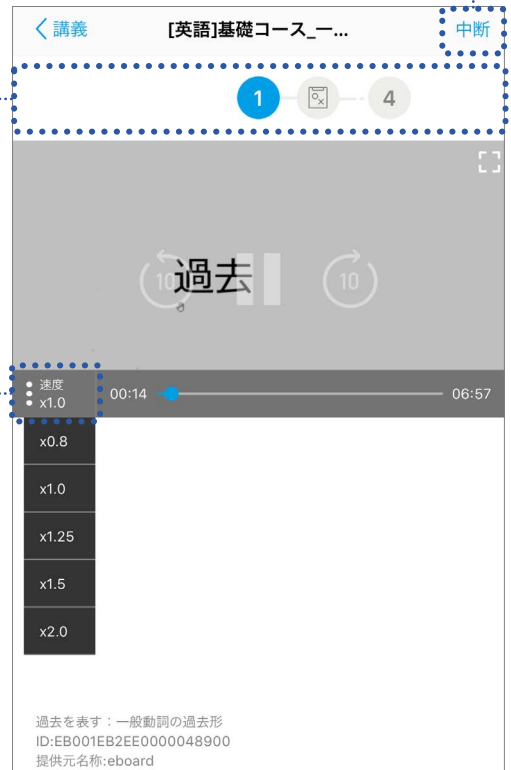 講義 [英語]基礎コース_一... 中断
1 4
10 過去 10
速度
x1.0 00:14 06:57
x0.8
x1.0
x1.25
x1.5
x2.0
過去を表す：一般動詞の過去形
ID:EB001EB2EE0000048900
提供元名称:eboard